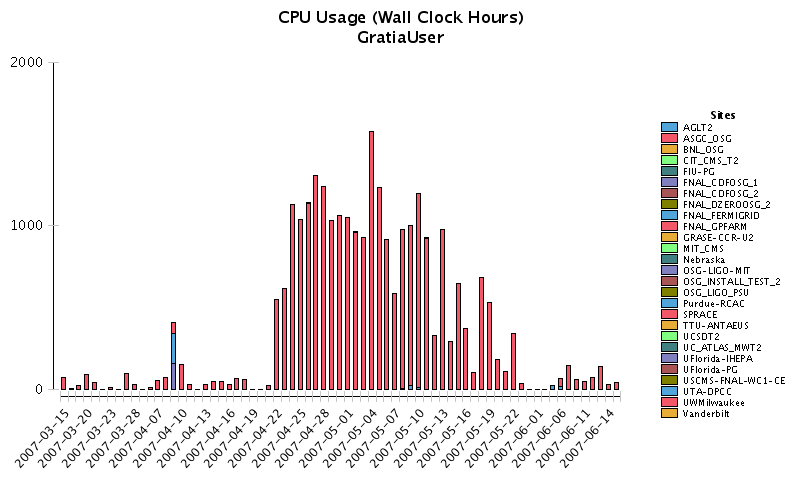 CPU Usage (Wall Clock Hours)
GratiaUser
2000
1000
0
2007-03-15
2007-03-20
2007-03-23
2007-03-28
2007-04-07
2007-04-10
2007-04-13
2007-04-16
2007-04-19
2007-04-22
2007-04-25
2007-04-28
2007-05-01
2007-05-04
2007-05-07
2007-05-10
2007-05-13
2007-05-16
2007-05-19
2007-05-22
2007-06-01
2007-06-06
2007-06-11
2007-06-14
Sites
AGLT2
ASGC_OSG
BNL_OSG
CIT_CMS_T2
FIU-PG
FNAL_CDFOSG_1
FNAL_CDFOSG_2
FNAL_DZEROOSG_2
FNAL_FERMIGRID
FNAL_GPFARM
GRASE-CCR-U2
MIT_CMS
Nebraska
OSG-LIGO-MIT
OSG_INSTALL_TEST_2
OSG_LIGO_PSU
Purdue-RCAC
SPRACE
TTU-ANTAEUS
UCSDT2
UC_ATLAS_MWT2
UFlorida-IHEPA
UFlorida-PG
USCMS-FNAL-WC1-CE
UTA-DPCC
UWMilwaukee
Vanderbilt